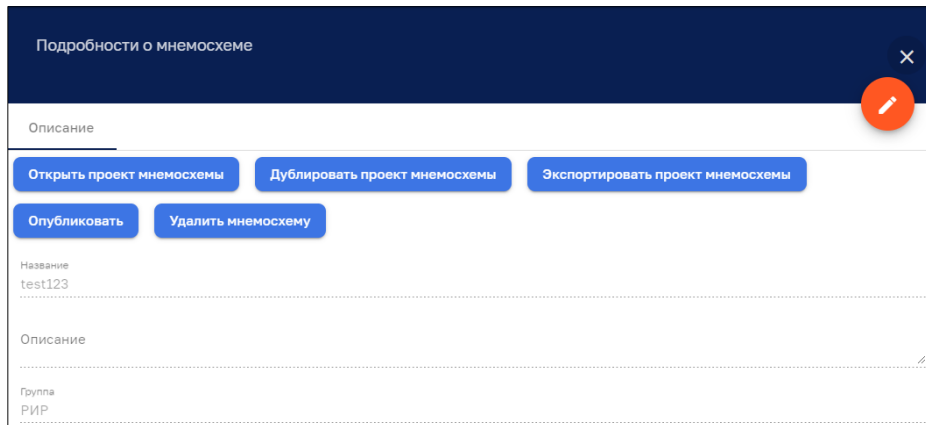 Подробности о мнемосхеме
Описание
Открыть проект мнемосхемы Дублировать проект мнемосхемы Экспортировать проект мнемосхемы
Опубликовать Удалить мнемосхему
Название
test123
Описание
Группа
РИР